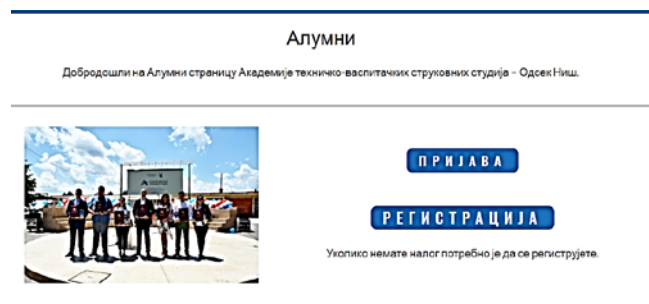 Алумни
Добродошли на Алумни страницу Академије техничко-васпитачких струковних студија – Одсек Ниш.
ПРИЈАВА
РЕГИСТРАЦИЈА
Уколико немате налог потребно је да се региструјете.